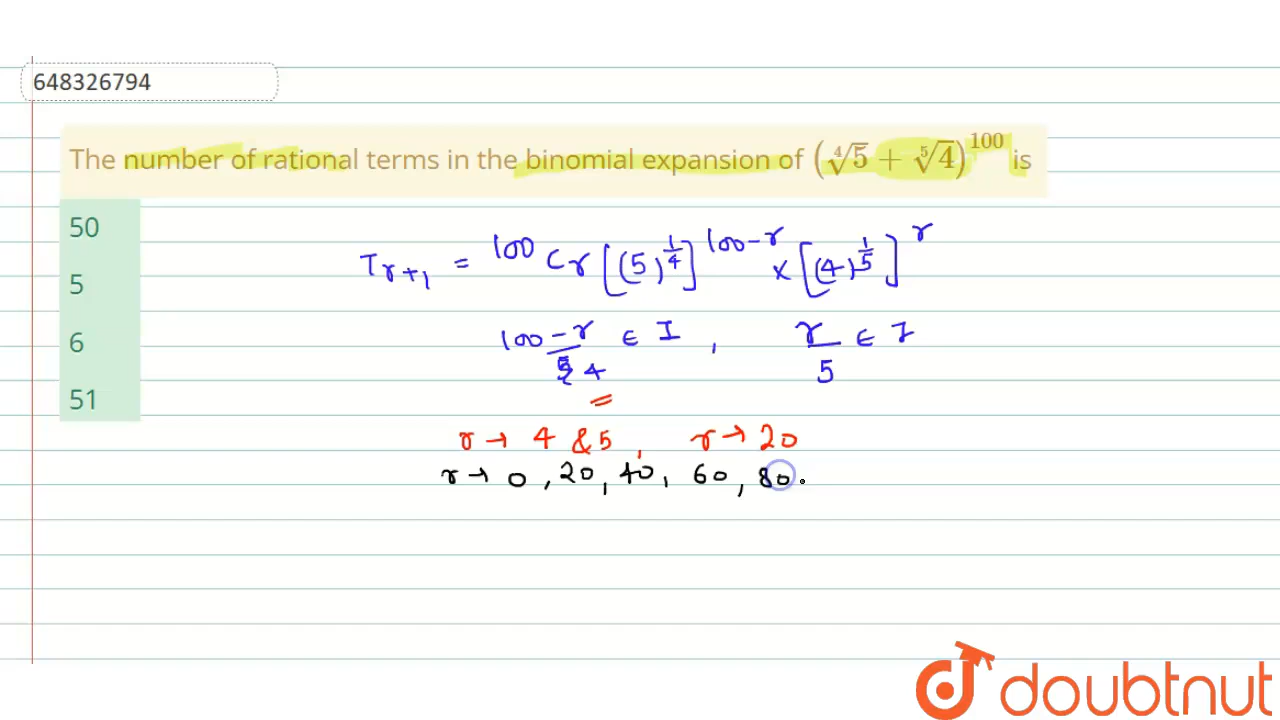 648326794
The number of rational terms in the binomial expansion of (∜5 + ⁵√4)^100 is
50
5
6
51
T_{r+1} = ^{100}C_r [(5)^{1/4}]^{100-r} × [(4)^{1/5}]^r
(100-r)/4 ∈ I, r/5 ∈ I
r → 4 & 5, r → 20
r → 0, 20, 40, 60, 80.
doubtnut